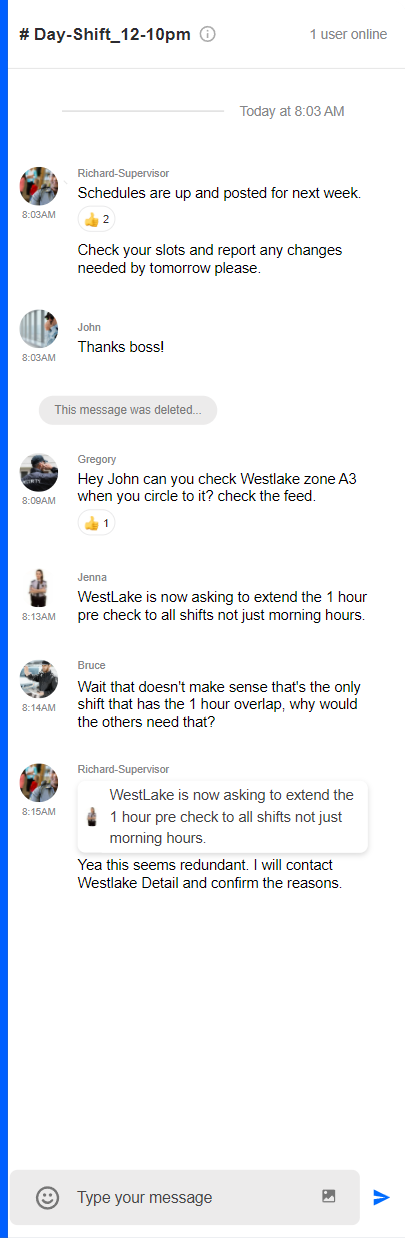 # Day-Shift_12-10pm
1 user online
Today at 8:03 AM
Richard-Supervisor
Schedules are up and posted for next week.
8:03AM
👍 2
Check your slots and report any changes
needed by tomorrow please.
John
Thanks boss!
8:03AM
This message was deleted...
Gregory
Hey John can you check Westlake zone A3
when you circle to it? check the feed.
8:09AM
👍 1
Jenna
WestLake is now asking to extend the 1 hour
pre check to all shifts not just morning hours.
8:13AM
Bruce
Wait that doesn't make sense that's the only
shift that has the 1 hour overlap, why would
the others need that?
8:14AM
Richard-Supervisor
8:15AM
WestLake is now asking to extend the
1 hour pre check to all shifts not just
morning hours.
Yea this seems redundant. I will contact
Westlake Detail and confirm the reasons.
Type your message